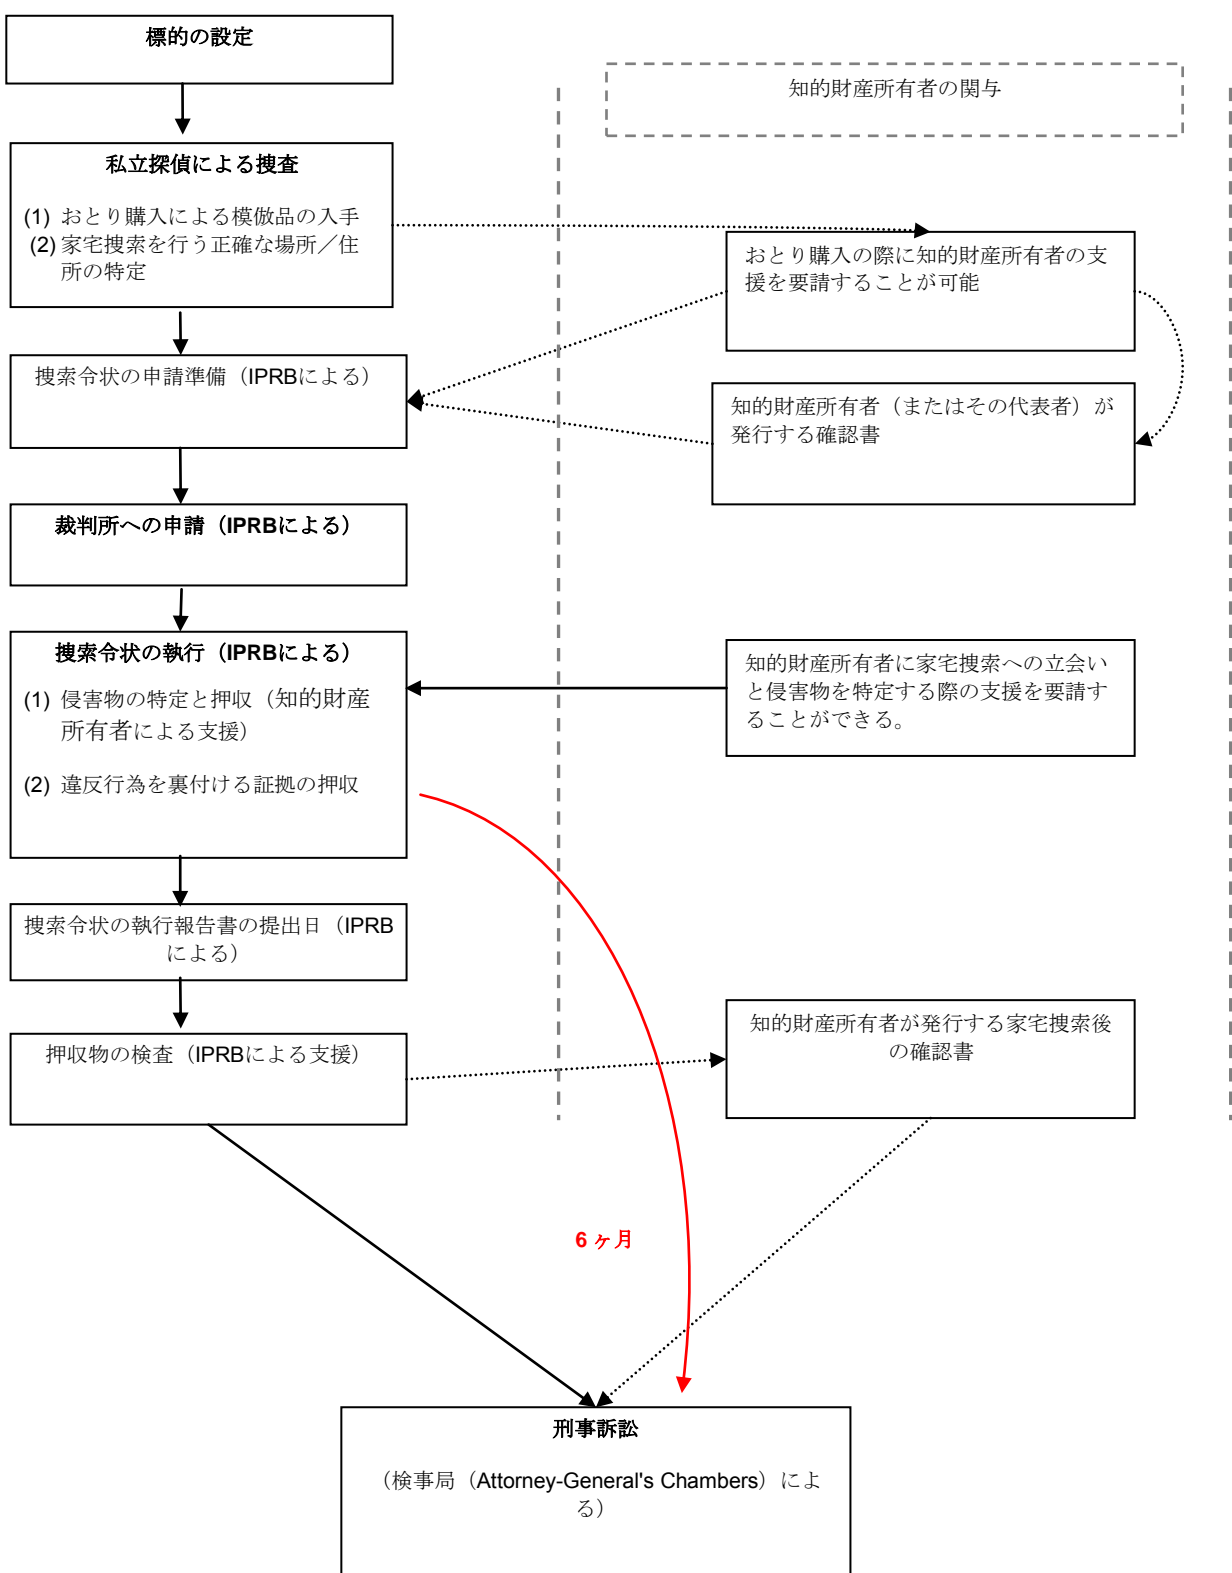 標的の設定
知的財産所有者の関与
私立探偵による捜査
(1) おとり購入による模倣品の入手
(2) 家宅捜索を行う正確な場所／住
所の特定
おとり購入の際に知的財産所有者の支
援を要請することが可能
捜索令状の申請準備（IPRBによる）
知的財産所有者（またはその代表者）が
発行する確認書
裁判所への申請（IPRBによる）
捜索令状の執行（IPRBによる）
(1) 侵害物の特定と押収（知的財産
所有者による支援）
(2) 違反行為を裏付ける証拠の押収
知的財産所有者に家宅捜索への立会い
と侵害物を特定する際の支援を要請す
ることができる。
捜索令状の執行報告書の提出日（IPRB
による）
押収物の検査（IPRBによる支援）
知的財産所有者が発行する家宅捜索後
の確認書
6 ヶ月
刑事訴訟
（検事局（Attorney-General's Chambers）によ
る）